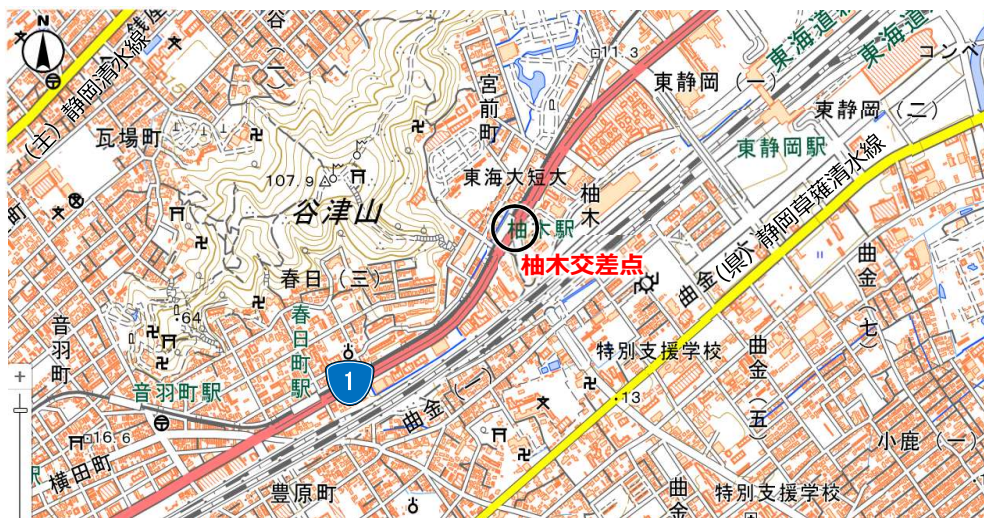 N
(主) 静岡清水線
瓦場町
谷
(一)
宮前町
11.3
東静岡 (一)
東海道
東海道
コンベ
東静岡 (二)
東静岡駅
(県) 静岡草薙清水線
107.9
谷津山
東海大短大
柚木
柚木駅
柚木交差点
春日 (三)
春日町駅
64
音羽町
音羽町駅
1
曲金 (一)
曲金 (六)
曲金 (七)
曲金 (五)
特別支援学校
13
小鹿 (一)
16.6
横田町
豊原町
曲金
特別支援学校
町
駅
+